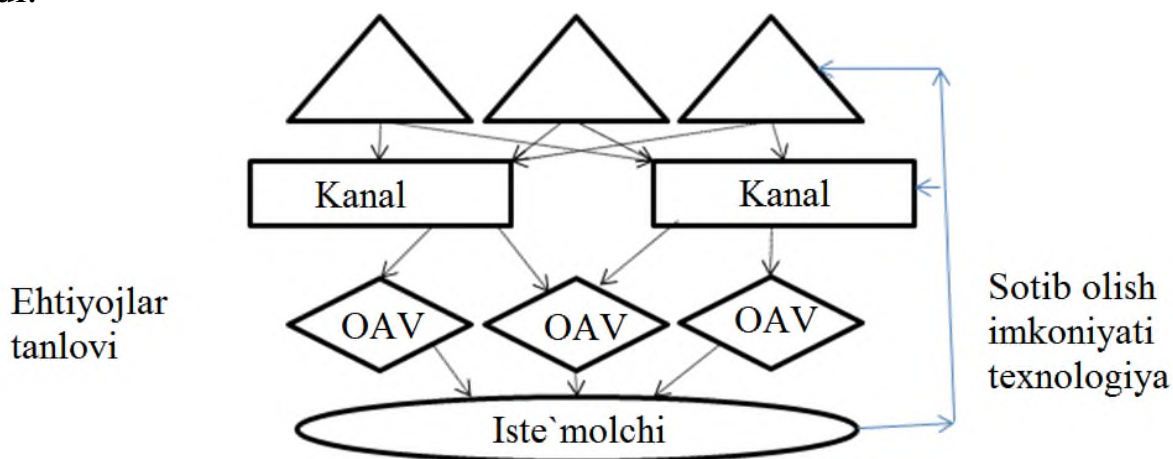 Kanal
Kanal
OAV
OAV
OAV
Ehtiyojlar
tanlovi
Sotib olish
imkoniyati
texnologiya
Iste`molchi